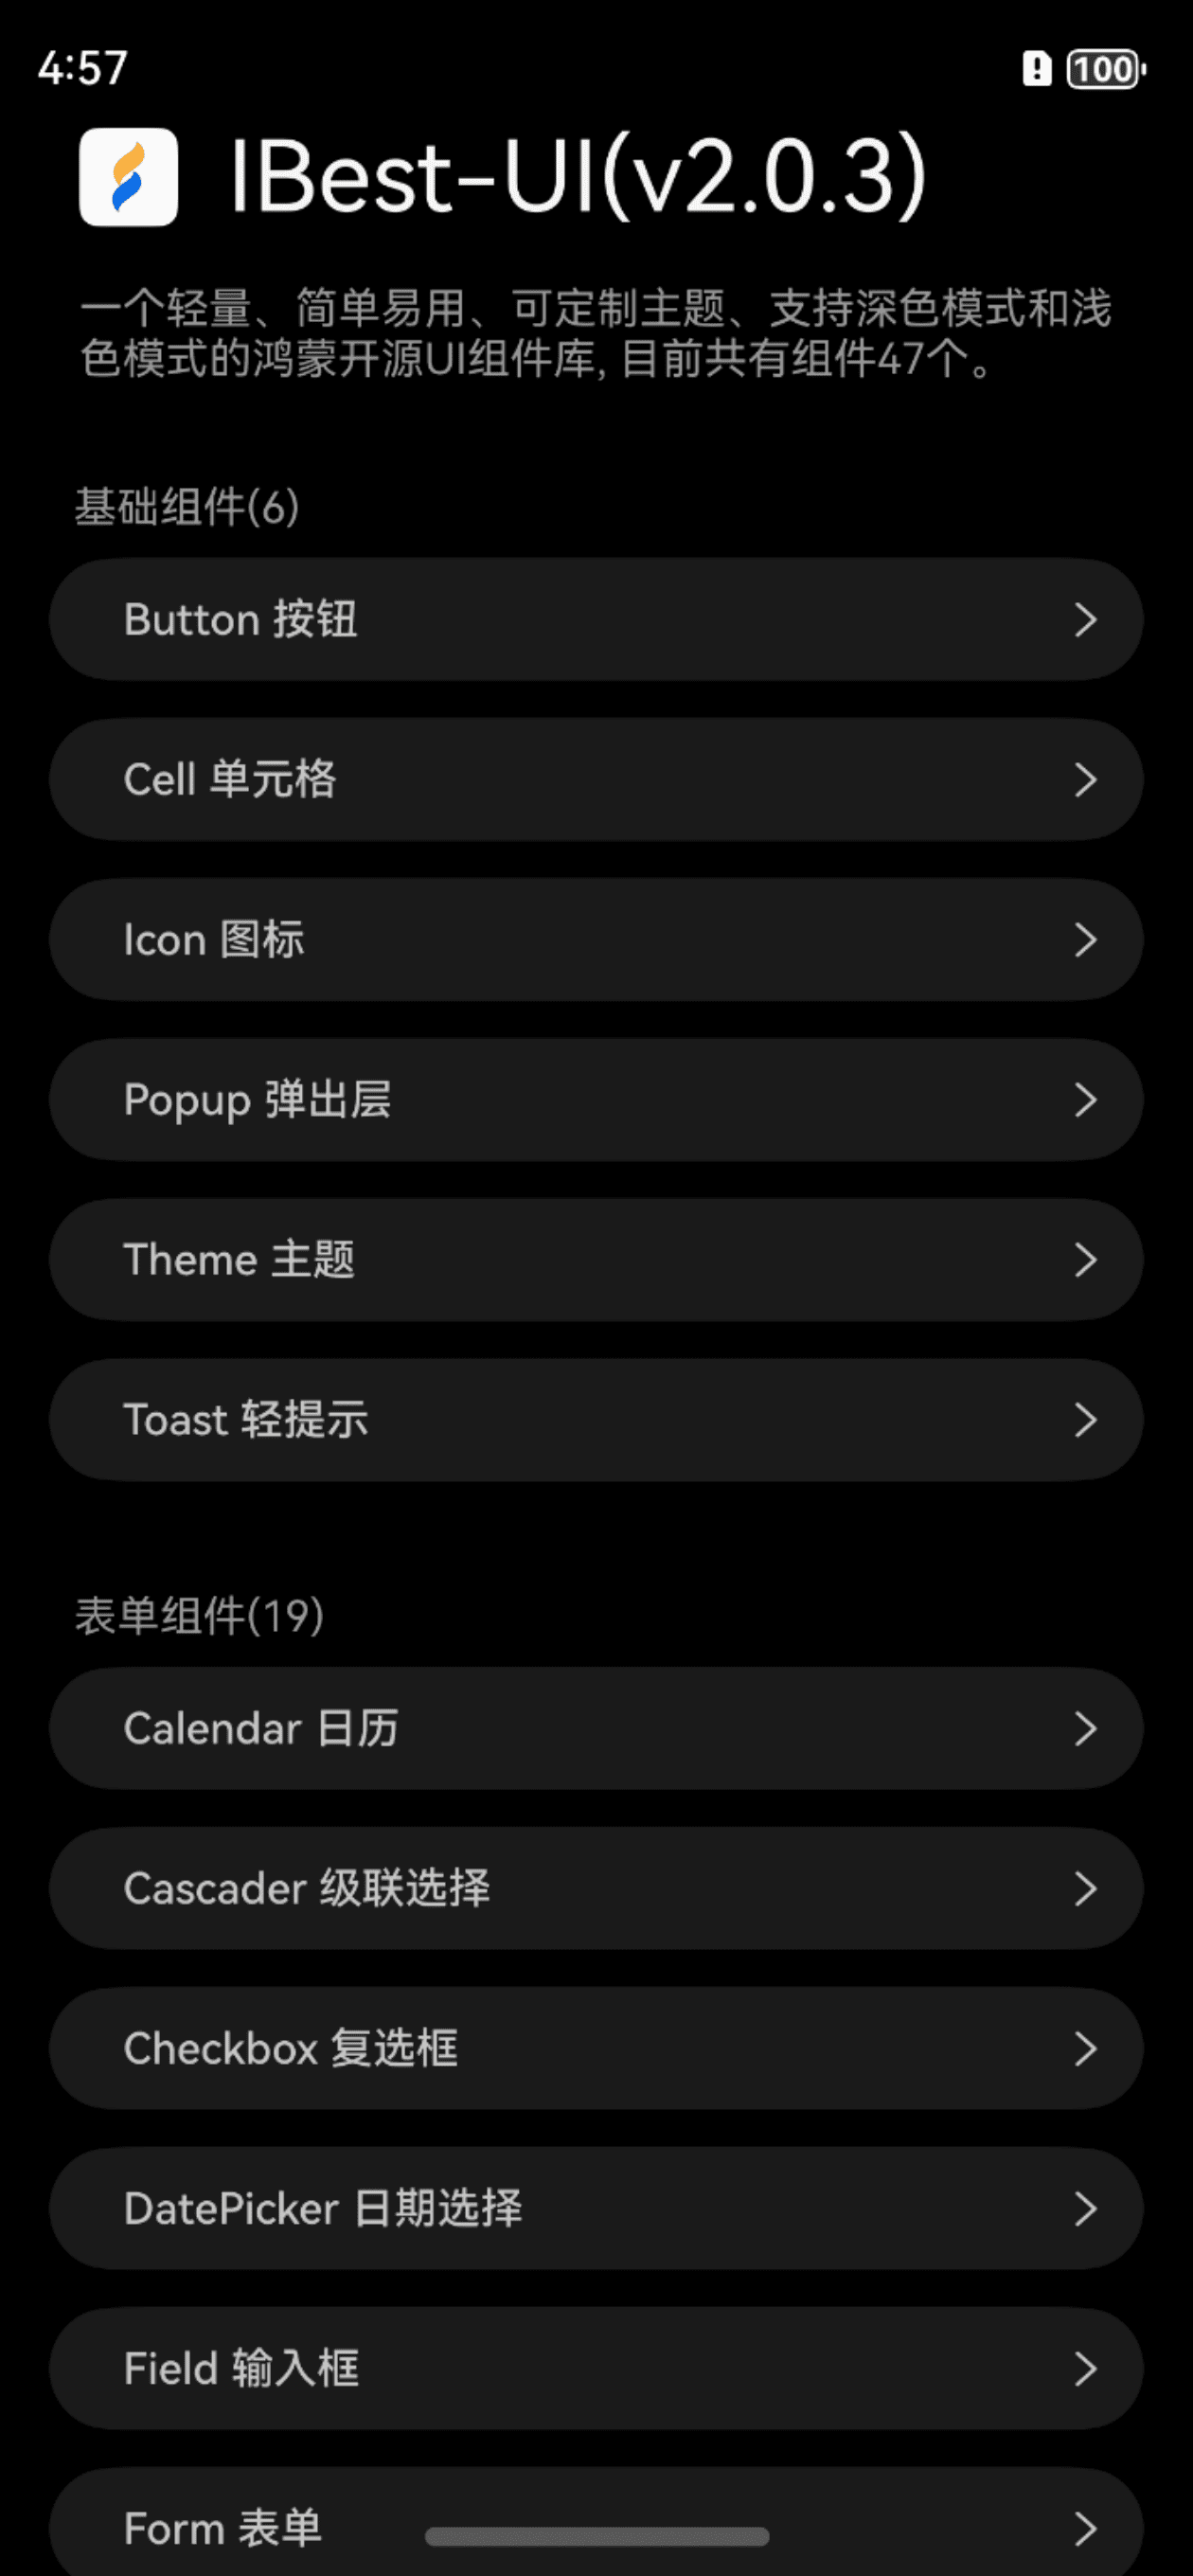 4:57
100
IBest-UI(v2.0.3)
一个轻量、简单易用、可定制主题、支持深色模式和浅
色模式的鸿蒙开源UI组件库, 目前共有组件47个。
基础组件(6)
Button 按钮
Cell 单元格
Icon 图标
Popup 弹出层
Theme 主题
Toast 轻提示
表单组件(19)
Calendar 日历
Cascader 级联选择
Checkbox 复选框
DatePicker 日期选择
Field 输入框
Form 表单